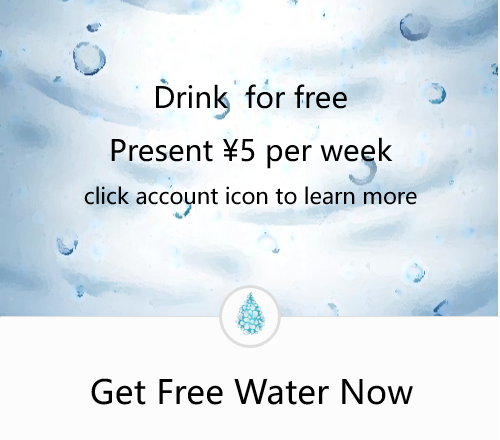 Drink  for free
Present ¥5 per week
click account icon to learn more
Get Free Water Now